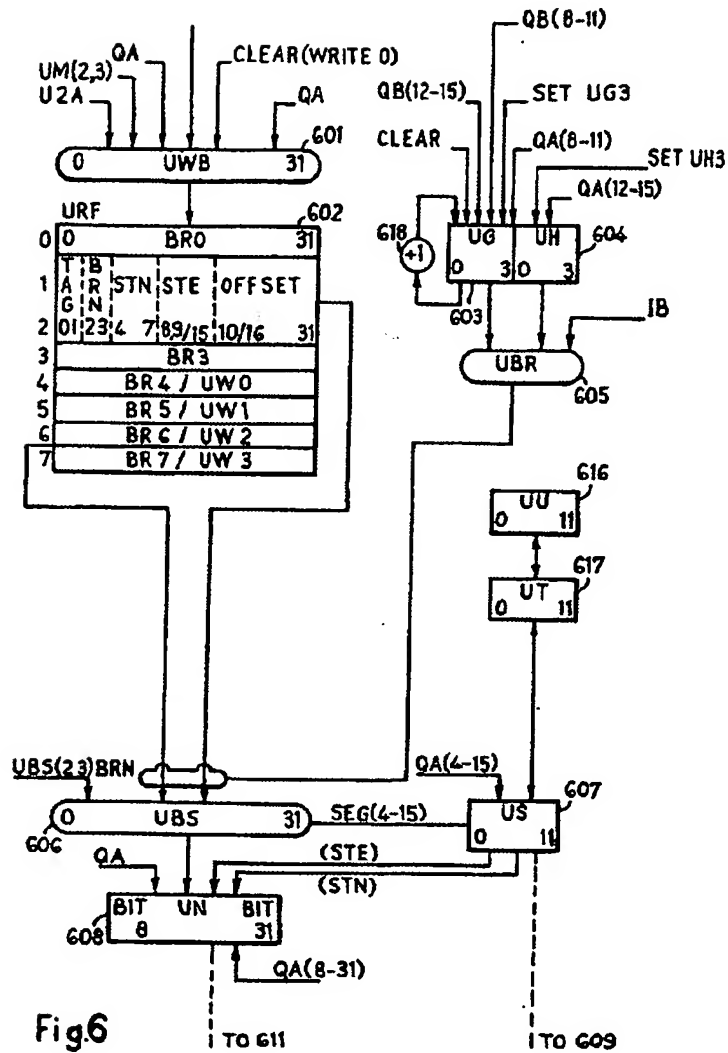 QB(8-11)
QA
CLEAR(WRITE 0)
UM(2,3)
U2A
QA
QB(12-15)
SET UG3
CLEAR
QA(8-11)
SET UH3
QA(12-15)
601
0 UWB 31
URF
602
0 0 BR0 31
618
+1
UG UH
604
0 3 0 3
603
1 TAG BRN STN STE OFFSET
2 01 23 4 7 8,9/15 10/16 31
IB
UBR
605
3 BR3
4 BR4 / UW0
5 BR5 / UW1
6 BR6 / UW2
7 BR7 / UW3
616
UU
0 11
617
UT
0 11
UBS(23)BRN
QA(4-15)
607
0 UBS 31
SEG(4-15)
US
0 11
606
QA
(STE)
(STN)
BIT UN BIT
8 31
608
QA(8-31)
Fig.6
TO 611
TO 609